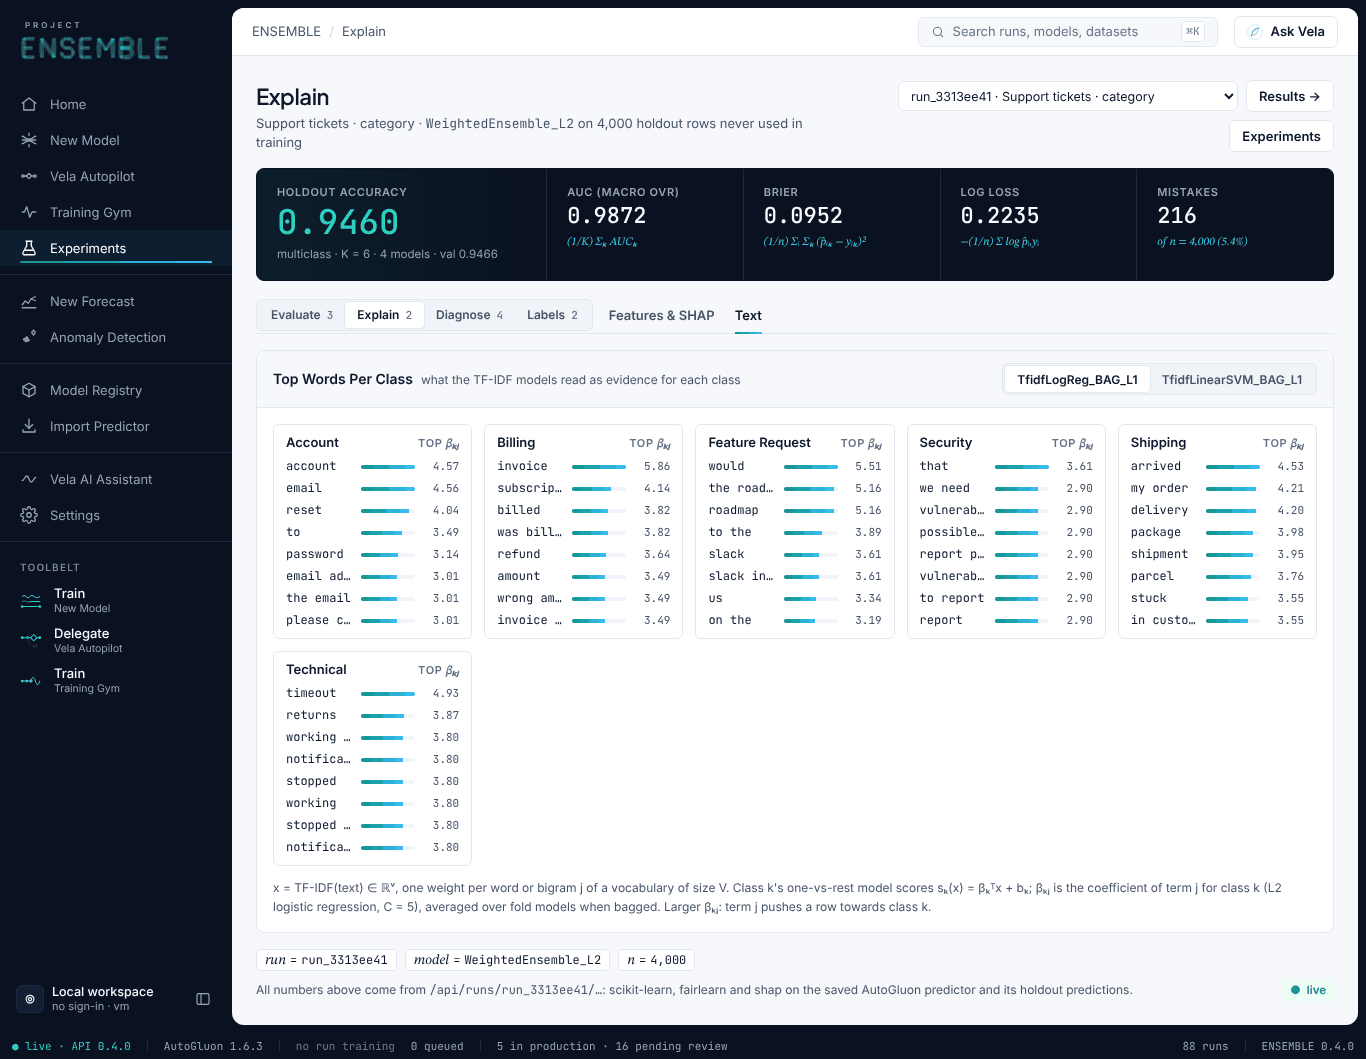 PROJECT
ENSEMBLE
Home
New Model
Vela Autopilot
Training Gym
Experiments
New Forecast
Anomaly Detection
Model Registry
Import Predictor
Vela AI Assistant
Settings
TOOLBELT
Train
New Model
Delegate
Vela Autopilot
Train
Training Gym
Local workspace
no sign-in · vm
ENSEMBLE / Explain
Search runs, models, datasets ⌘K
Ask Vela
Explain
Support tickets · category · WeightedEnsemble_L2 on 4,000 holdout rows never used in
training
run_3313ee41 · Support tickets · category
Results →
Experiments
HOLDOUT ACCURACY
0.9460
multiclass · K = 6 · 4 models · val 0.9466
AUC (MACRO OVR)
0.9872
(1/K) Σₖ AUCₖ
BRIER
0.0952
(1/n) Σᵢ Σₖ (p̂ᵢₖ − yᵢₖ)²
LOG LOSS
0.2235
−(1/n) Σ log p̂ᵢ,yᵢ
MISTAKES
216
of n = 4,000 (5.4%)
Evaluate 3
Explain 2
Diagnose 4
Labels 2
Features & SHAP
Text
Top Words Per Class what the TF-IDF models read as evidence for each class
TfidfLogReg_BAG_L1
TfidfLinearSVM_BAG_L1
Account TOP βₖⱼ
account 4.57
email 4.56
reset 4.04
to 3.49
password 3.14
email ad… 3.01
the email 3.01
please c… 3.01
Billing TOP βₖⱼ
invoice 5.86
subscrip… 4.14
billed 3.82
was bill… 3.82
refund 3.64
amount 3.49
wrong am… 3.49
invoice … 3.49
Feature Request TOP βₖⱼ
would 5.51
the road… 5.16
roadmap 5.16
to the 3.89
slack 3.61
slack in… 3.61
us 3.34
on the 3.19
Security TOP βₖⱼ
that 3.61
we need 2.90
vulnerab… 2.90
possible… 2.90
report p… 2.90
vulnerab… 2.90
to report 2.90
report 2.90
Shipping TOP βₖⱼ
arrived 4.53
my order 4.21
delivery 4.20
package 3.98
shipment 3.95
parcel 3.76
stuck 3.55
in custo… 3.55
Technical TOP βₖⱼ
timeout 4.93
returns 3.87
working … 3.80
notifica… 3.80
stopped 3.80
working 3.80
stopped … 3.80
notifica… 3.80
x = TF-IDF(text) ∈ ℝⱽ, one weight per word or bigram j of a vocabulary of size V. Class k's one-vs-rest model scores sₖ(x) = βₖᵀx + bₖ; βₖⱼ is the coefficient of term j for class k (L2
logistic regression, C = 5), averaged over fold models when bagged. Larger βₖⱼ: term j pushes a row towards class k.
run = run_3313ee41
model = WeightedEnsemble_L2
n = 4,000
All numbers above come from /api/runs/run_3313ee41/…: scikit-learn, fairlearn and shap on the saved AutoGluon predictor and its holdout predictions.
live
live · API 0.4.0
AutoGluon 1.6.3
no run training 0 queued
5 in production · 16 pending review
88 runs
ENSEMBLE 0.4.0